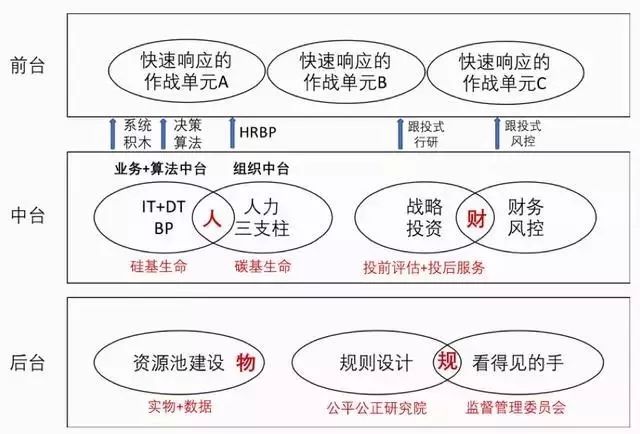 前台
快速响应的
作战单元A
快速响应的
作战单元B
快速响应的
作战单元C
系统
积木
决策
算法
HRBP
跟投式
行研
跟投式
风控
中台
业务+算法中台
组织中台
IT+DT
BP
人
人力
三支柱
战略
投资
财
财务
风控
硅基生命
碳基生命
投前评估+投后服务
后台
资源池建设
物
规则设计
规
看得见的手
实物+数据
公平公正研究院
监督管理委员会